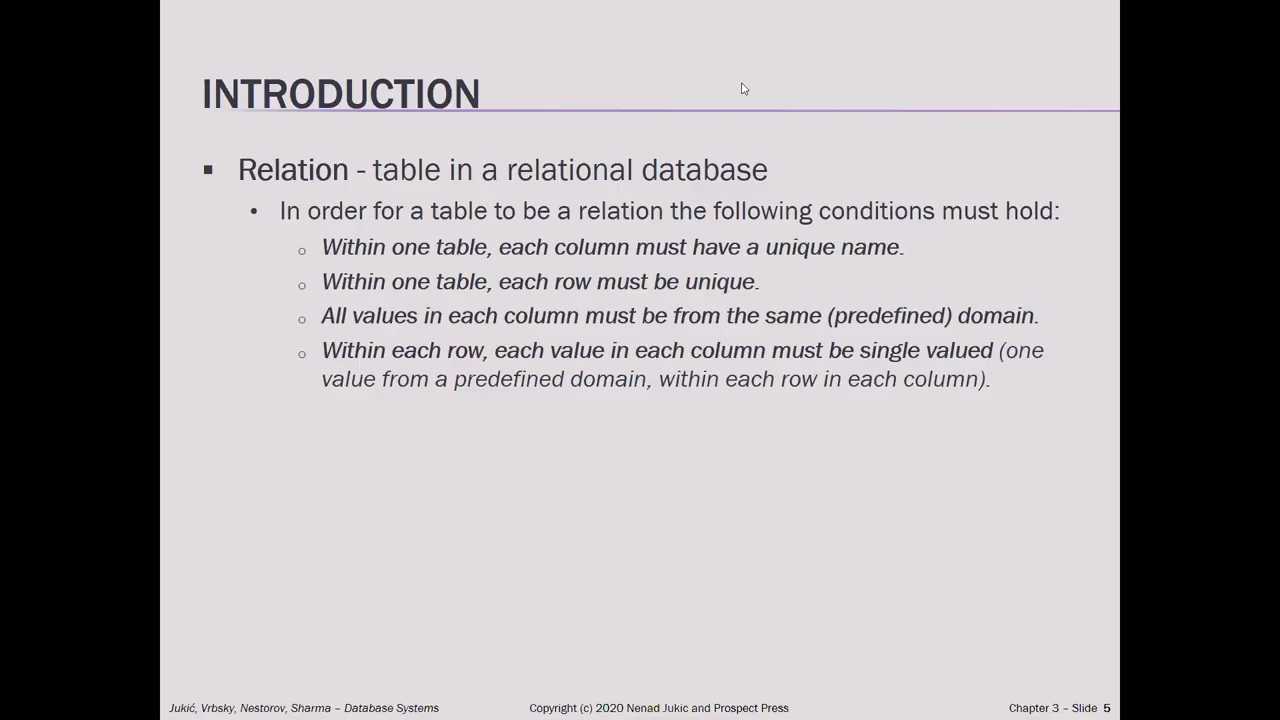 INTRODUCTION
▪ Relation - table in a relational database
• In order for a table to be a relation the following conditions must hold:
o Within one table, each column must have a unique name.
o Within one table, each row must be unique.
o All values in each column must be from the same (predefined) domain.
o Within each row, each value in each column must be single valued (one
value from a predefined domain, within each row in each column).
Jukić, Vrbsky, Nestorov, Sharma – Database Systems
Copyright (c) 2020 Nenad Jukic and Prospect Press
Chapter 3 – Slide 5